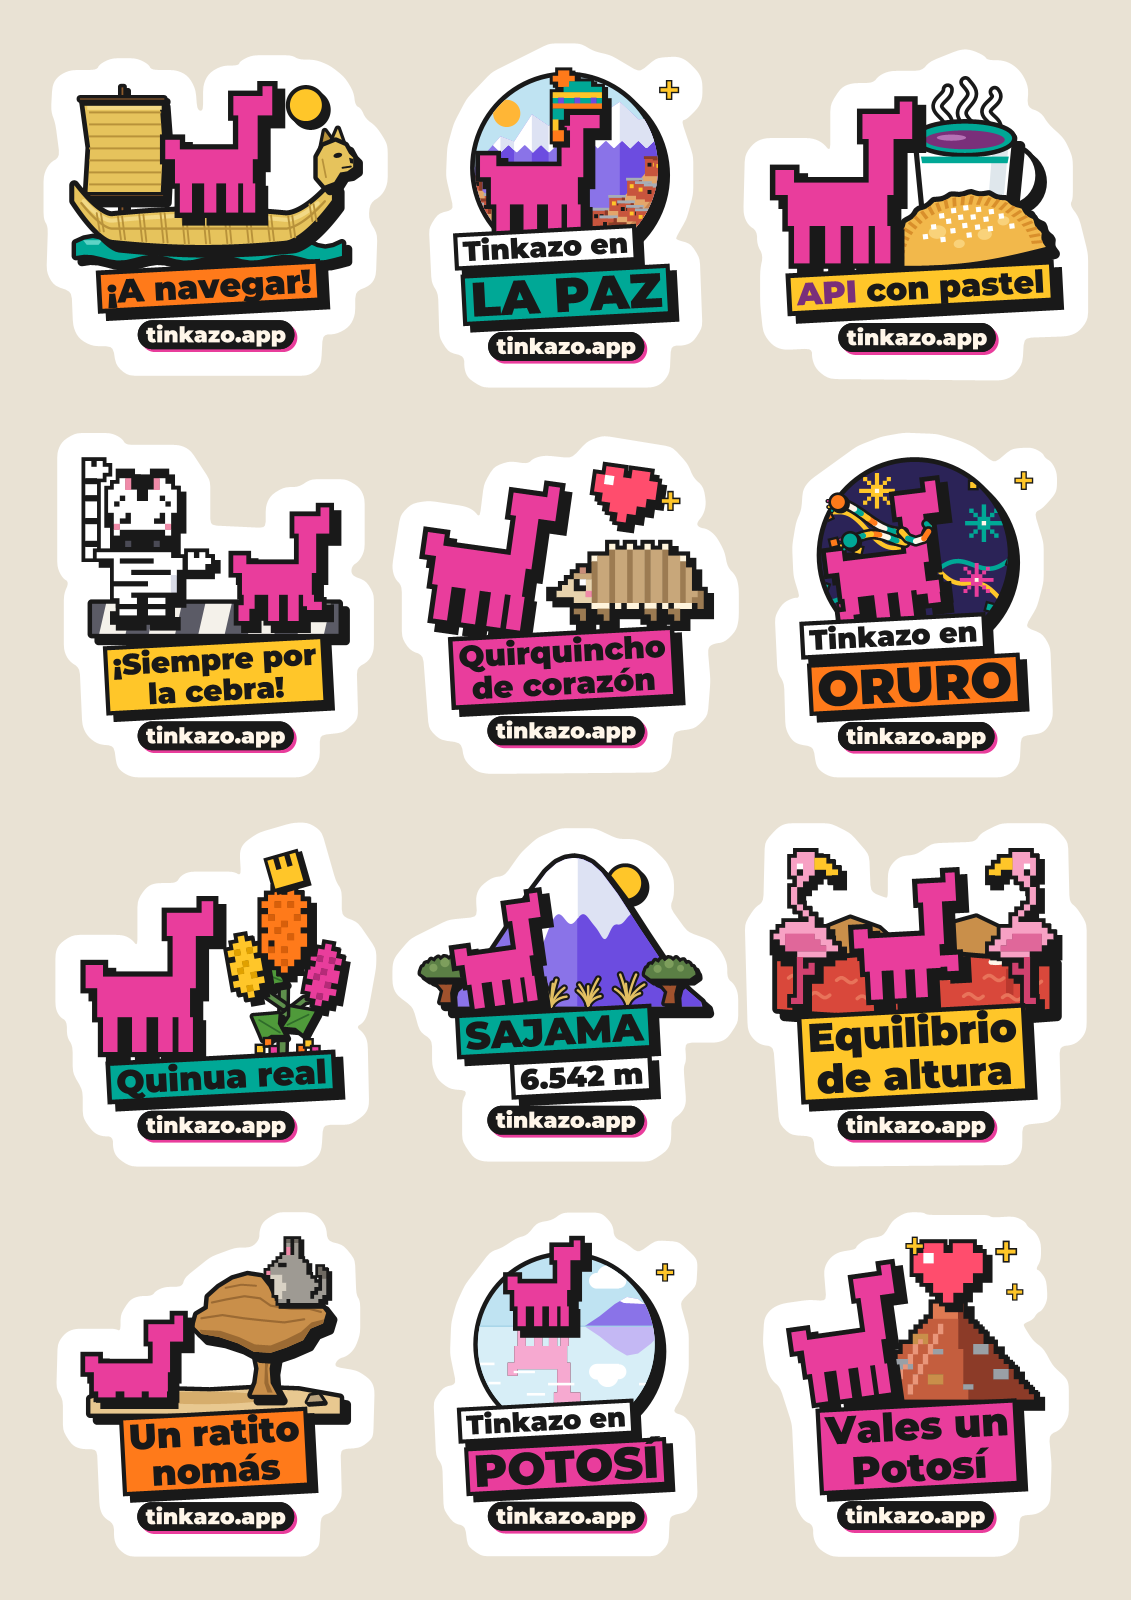 ¡A navegar!
tinkazo.app
Tinkazo en
LA PAZ
tinkazo.app
API con pastel
tinkazo.app
¡Siempre por
la cebra!
tinkazo.app
Quirquincho
de corazón
tinkazo.app
Tinkazo en
ORURO
tinkazo.app
Quinua real
tinkazo.app
SAJAMA
6.542 m
tinkazo.app
Equilibrio
de altura
tinkazo.app
Un ratito
nomás
tinkazo.app
Tinkazo en
POTOSÍ
tinkazo.app
Vales un
Potosí
tinkazo.app